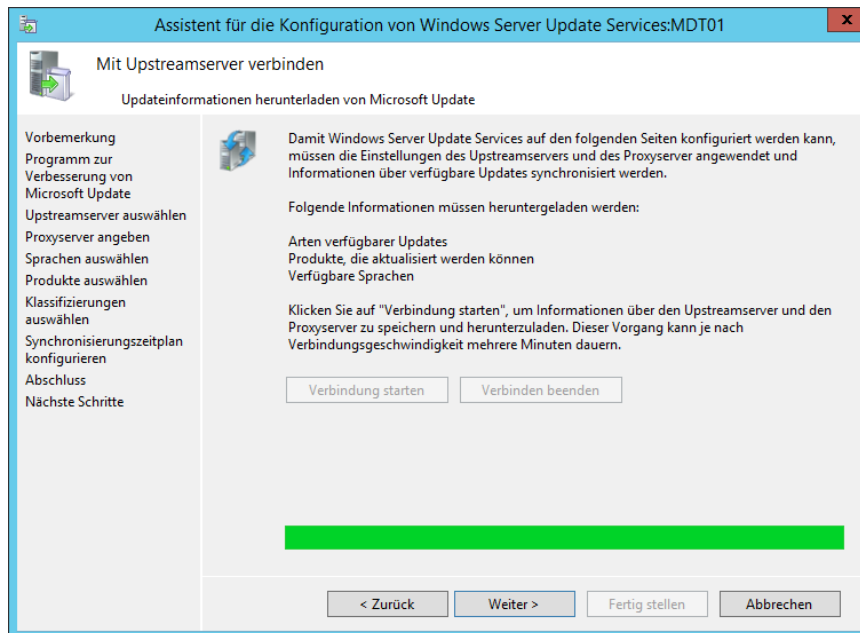 Assistent für die Konfiguration von Windows Server Update Services:MDT01
x
Mit Upstreamserver verbinden
Updateinformationen herunterladen von Microsoft Update
Vorbemerkung
Programm zur
Verbesserung von
Microsoft Update
Upstreamserver auswählen
Proxyserver angeben
Sprachen auswählen
Produkte auswählen
Klassifizierungen
auswählen
Synchronisierungszeitplan
konfigurieren
Abschluss
Nächste Schritte
Damit Windows Server Update Services auf den folgenden Seiten konfiguriert werden kann,
müssen die Einstellungen des Upstreamservers und des Proxyserver angewendet und
Informationen über verfügbare Updates synchronisiert werden.
Folgende Informationen müssen heruntergeladen werden:
Arten verfügbarer Updates
Produkte, die aktualisiert werden können
Verfügbare Sprachen
Klicken Sie auf "Verbindung starten", um Informationen über den Upstreamserver und den
Proxyserver zu speichern und herunterzuladen. Dieser Vorgang kann je nach
Verbindungsgeschwindigkeit mehrere Minuten dauern.
Verbindung starten
Verbinden beenden
< Zurück
Weiter >
Fertig stellen
Abbrechen